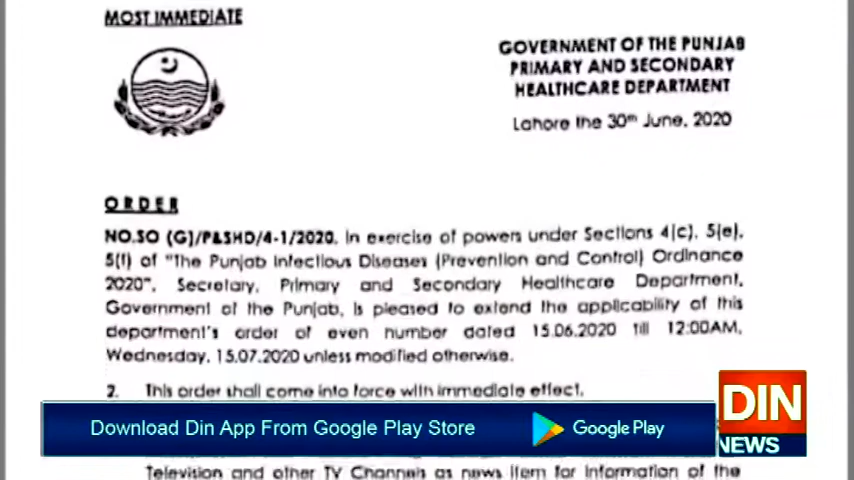 MOST IMMEDIATE
GOVERNMENT OF THE PUNJAB
PRIMARY AND SECONDARY
HEALTHCARE DEPARTMENT
Lahore the 30th June, 2020
ORDER
NO.SO (G)/P&SHD/4-1/2020. In exercise of powers under Sections 4(c), 5(e),
5(f) of "The Punjab Infectious Diseases (Prevention and Control) Ordinance
2020", Secretary, Primary and Secondary Healthcare Department,
Government of the Punjab, is pleased to extend the applicability of this
department's order of even number dated 15.06.2020 till 12:00AM,
Wednesday, 15.07.2020 unless modified otherwise.
2. This order shall come into force with immediate effect.
Download Din App From Google Play Store
Google Play
DIN
NEWS
Television and other TV Channels as news item for information of the